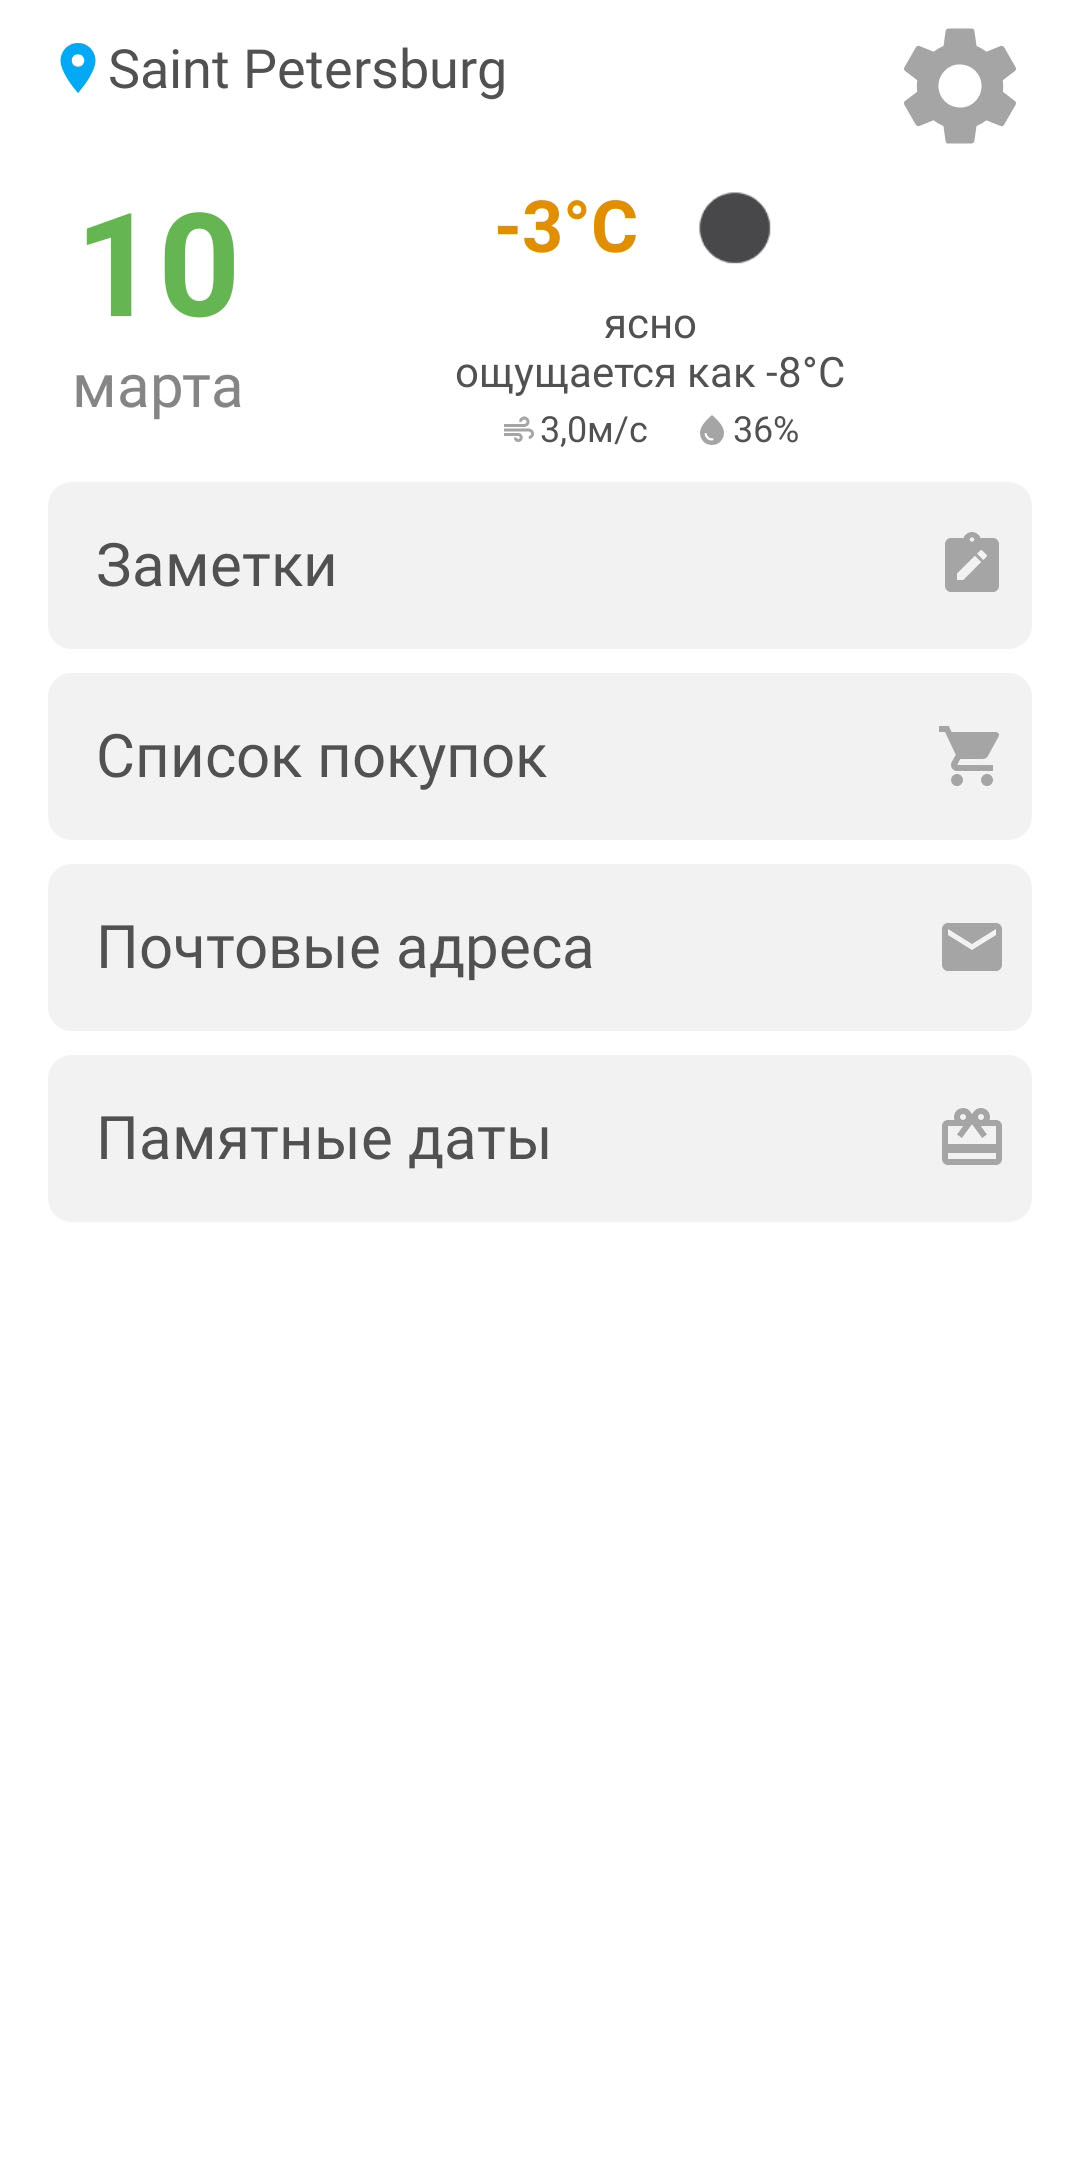 Saint Petersburg
10
марта
-3°C
ясно
ощущается как -8°C
3,0м/с 36%
Заметки
Список покупок
Почтовые адреса
Памятные даты